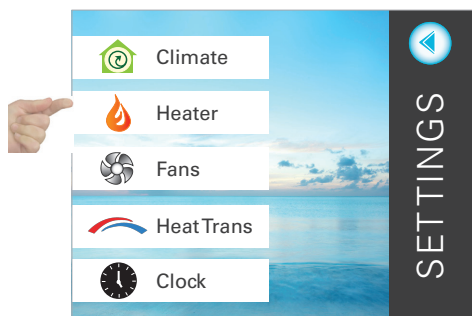 Climate
Heater
Fans
HeatTrans
Clock
SETTINGS